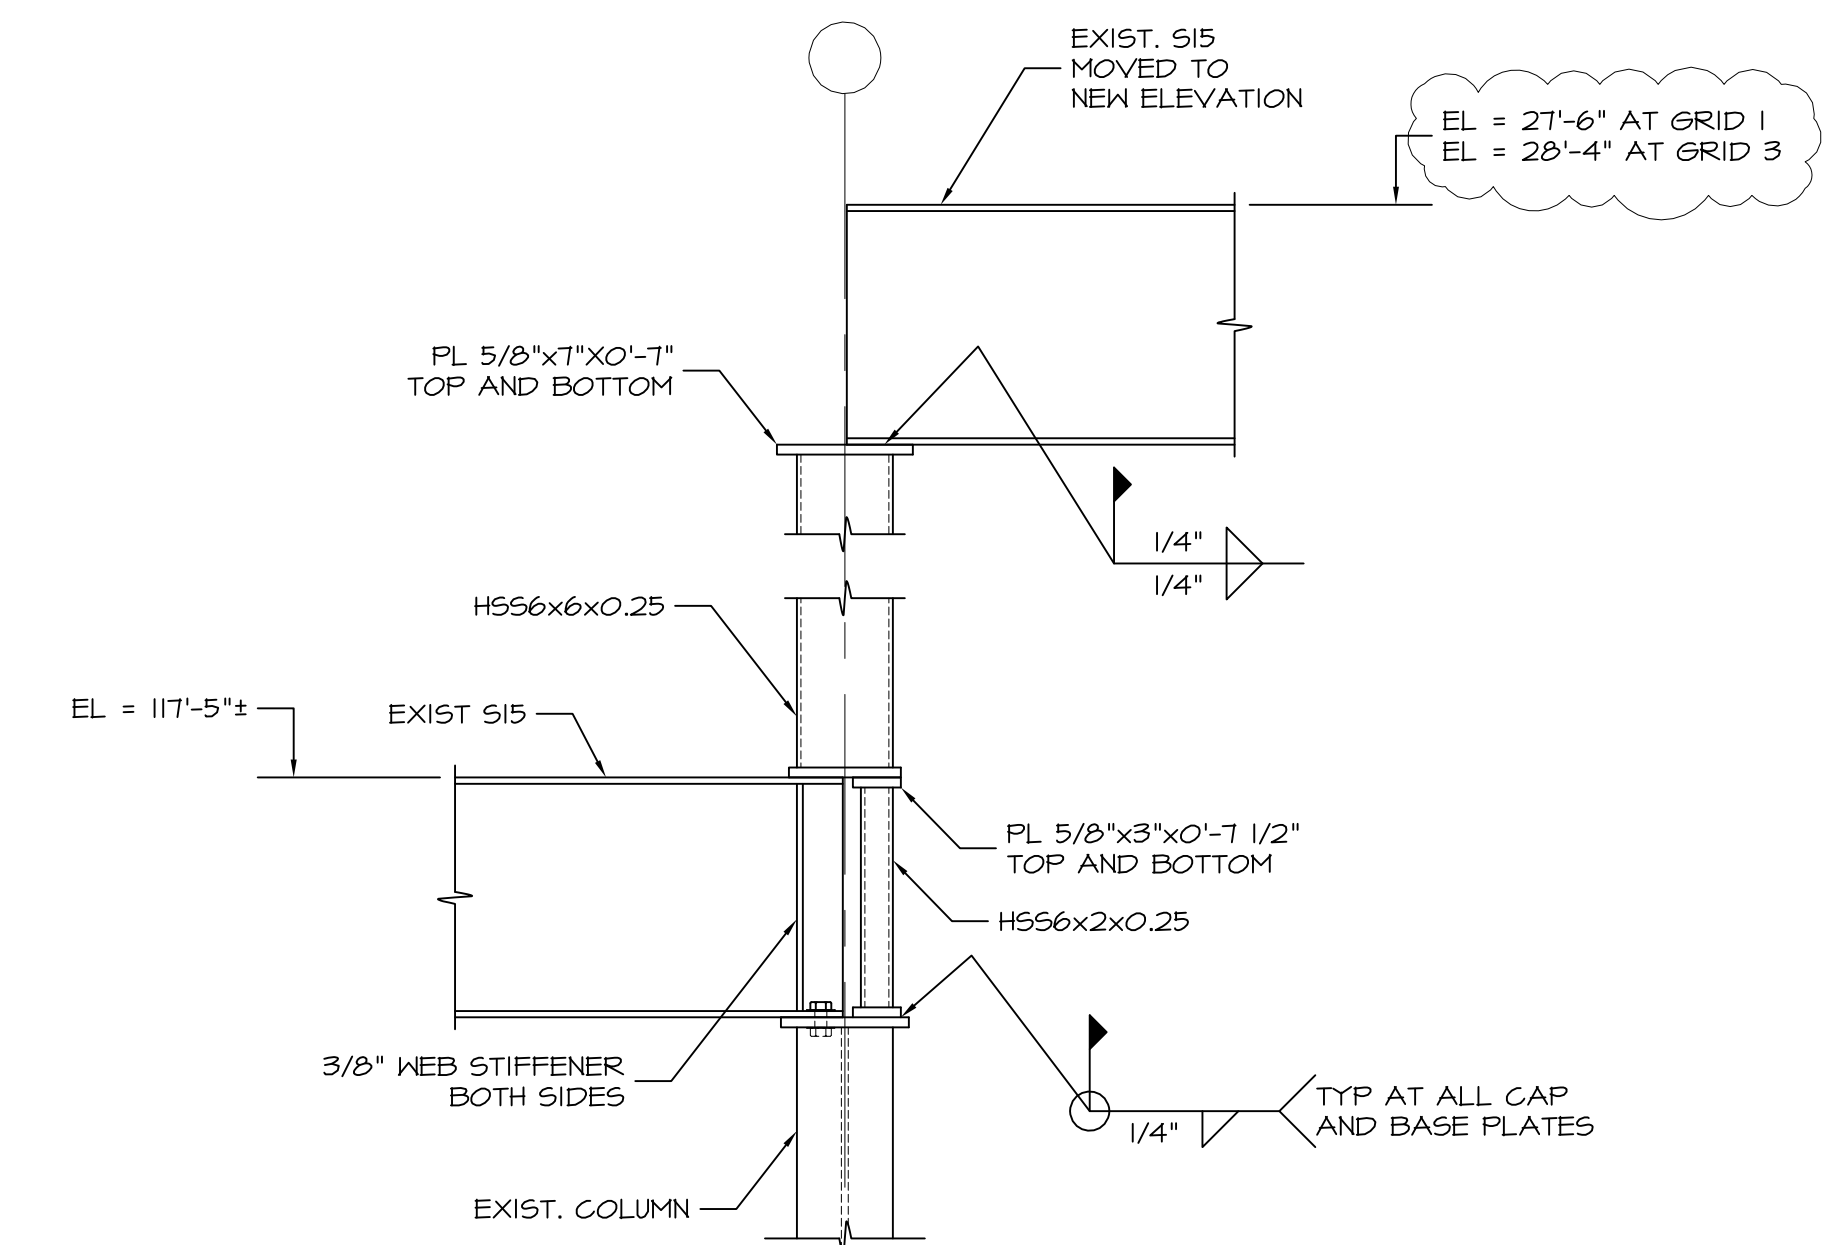 EXIST. S15
MOVED TO
NEW ELEVATION
EL = 27'-6" AT GRID 1
EL = 28'-4" AT GRID 3
PL 5/8"x7"X0'-7"
TOP AND BOTTOM
1/4"
1/4"
HSS6x6x0.25
EL = 117'-5"±
EXIST S15
PL 5/8"x3"x0'-7 1/2"
TOP AND BOTTOM
HSS6x2x0.25
3/8" WEB STIFFENER
BOTH SIDES
1/4"
TYP AT ALL CAP
AND BASE PLATES
EXIST. COLUMN